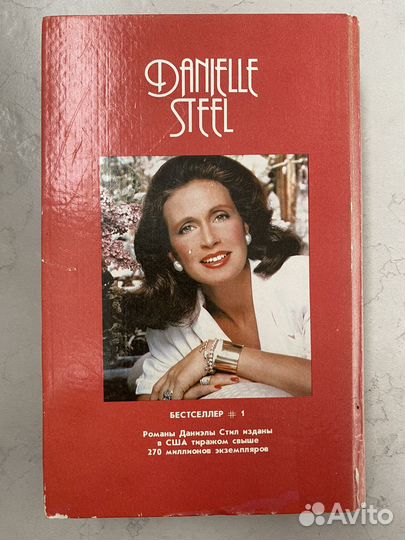 DANIELLE
STEEL
БЕСТСЕЛЛЕР # 1
Романы Даниэлы Стил изданы
в США тиражом свыше
270 миллионов экземпляров
Avito